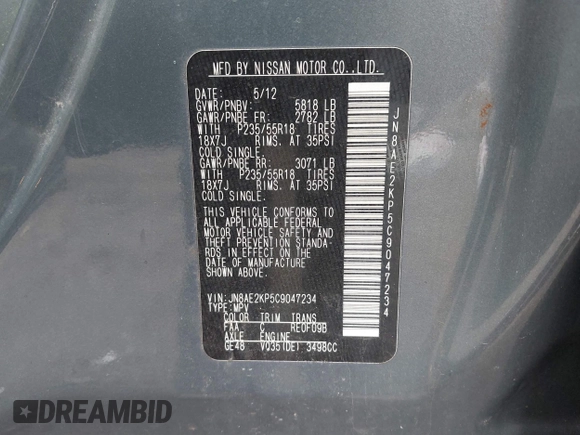 MFD BY NISSAN MOTOR CO.,LTD.
DATE: 5/12
GVWR/PNBV: 5818 LB
GAWR/PNBE FR: 2782 LB
WITH P235/55R18 TIRES
18X7J RIMS. AT 35PSI
COLD SINGLE.
GAWR/PNBE RR: 3071 LB
WITH P235/55R18 TIRES
18X7J RIMS. AT 35PSI
COLD SINGLE.
THIS VEHICLE CONFORMS TO
ALL APPLICABLE FEDERAL
MOTOR VEHICLE SAFETY AND
THEFT PREVENTION STANDA-
RDS IN EFFECT ON THE
DATE OF MANUFACTURE
SHOWN ABOVE.
VIN: JN8AE2KP5C9047234
TYPE: MPV
COLOR TRIM TRANS
FAA C RE0F09B
AXLE ENGINE
GE48 VQ35(DE) 3498CC
JN8AE2KP5C9047234
DREAMBID